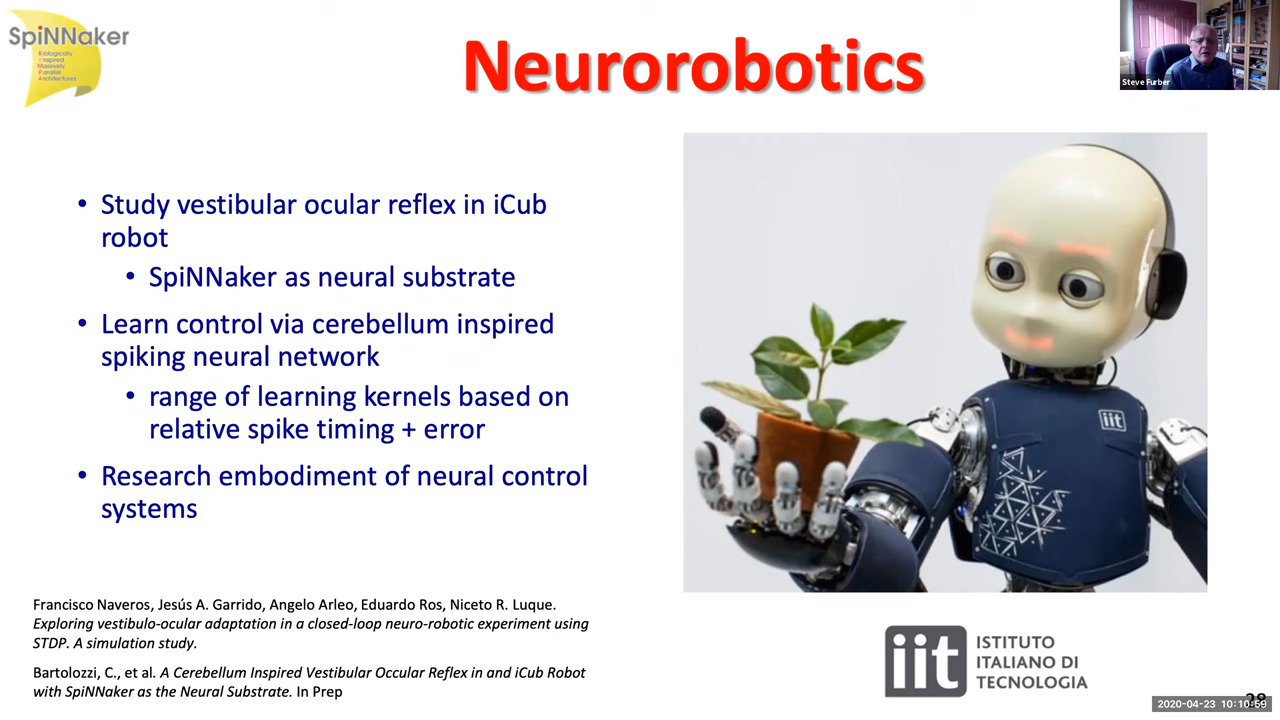 SpiNNaker
Biologically
Inspired
Massively
Parallel
Architectures
Neurorobotics
Steve Furber
• Study vestibular ocular reflex in iCub
robot
• SpiNNaker as neural substrate
• Learn control via cerebellum inspired
spiking neural network
• range of learning kernels based on
relative spike timing + error
• Research embodiment of neural control
systems
iit
Francisco Naveros, Jesús A. Garrido, Angelo Arleo, Eduardo Ros, Niceto R. Luque.
Exploring vestibulo-ocular adaptation in a closed-loop neuro-robotic experiment using
STDP. A simulation study.
Bartolozzi, C., et al. A Cerebellum Inspired Vestibular Occular Reflex in and iCub Robot
with SpiNNaker as the Neural Substrate. In Prep
iit
ISTITUTO
ITALIANO DI
TECNOLOGIA
28
2020-04-23 10:10:59